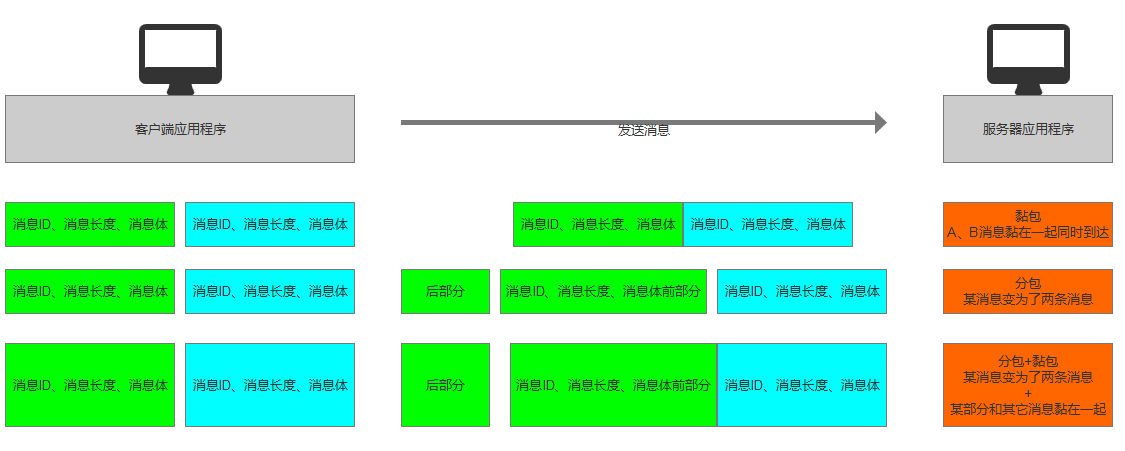 客户端应用程序
发送消息
服务器应用程序
消息ID、消息长度、消息体
消息ID、消息长度、消息体
消息ID、消息长度、消息体
消息ID、消息长度、消息体
黏包
A、B消息黏在一起同时到达
消息ID、消息长度、消息体
消息ID、消息长度、消息体
后部分
消息ID、消息长度、消息体前部分
消息ID、消息长度、消息体
分包
某消息变为了两条消息
消息ID、消息长度、消息体
消息ID、消息长度、消息体
后部分
消息ID、消息长度、消息体前部分
消息ID、消息长度、消息体
分包+黏包
某消息变为了两条消息
+
某部分和其它消息黏在一起